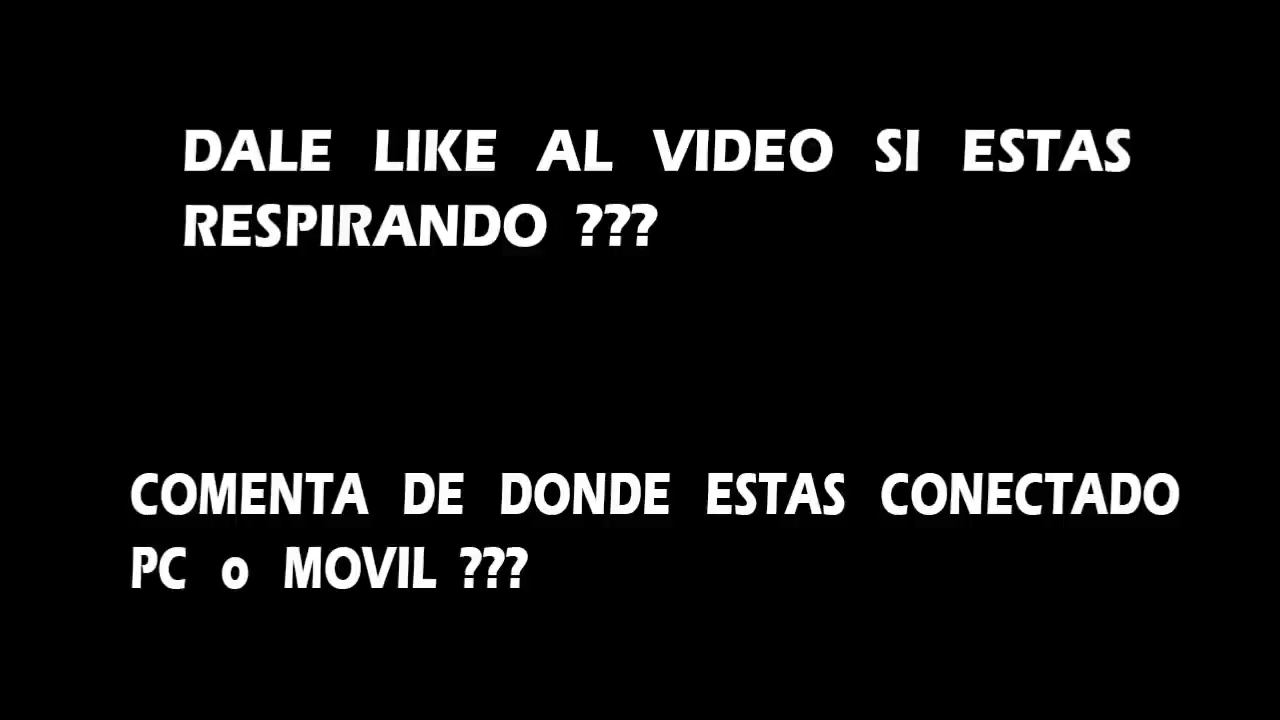 DALE LIKE AL VIDEO SI ESTAS
RESPIRANDO ???
COMENTA DE DONDE ESTAS CONECTADO
PC o MOVIL ???